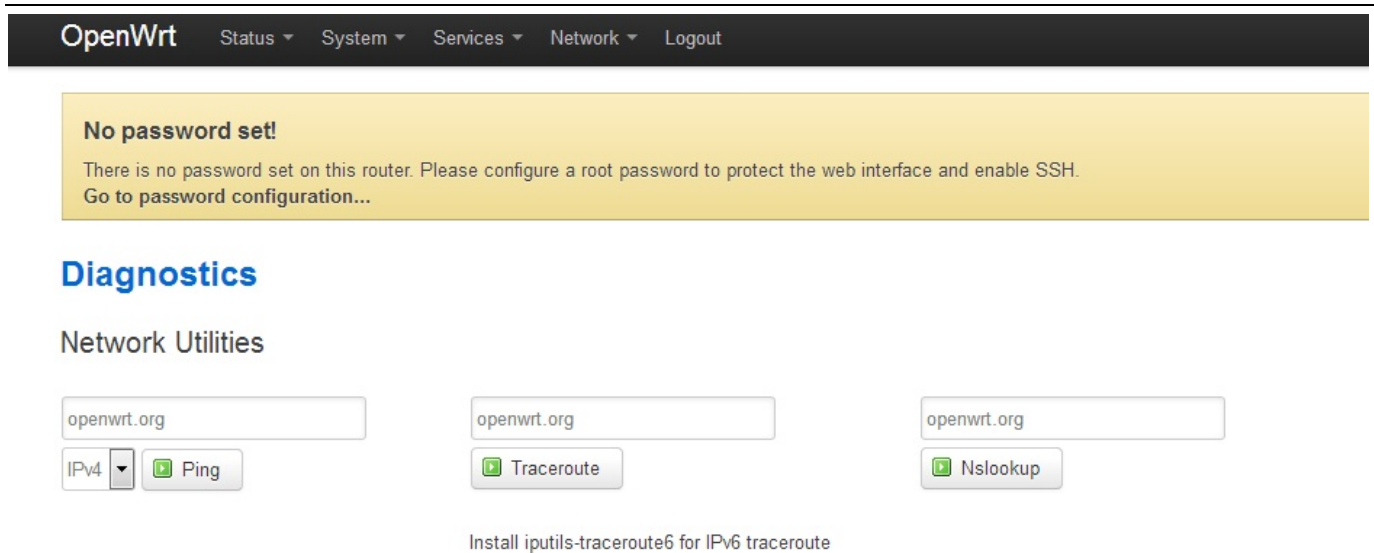 OpenWrt Status System Services Network Logout
No password set!
There is no password set on this router. Please configure a root password to protect the web interface and enable SSH.
Go to password configuration...
Diagnostics
Network Utilities
openwrt.org openwrt.org openwrt.org
IPv4 Ping Traceroute Nslookup
Install iputils-traceroute6 for IPv6 traceroute